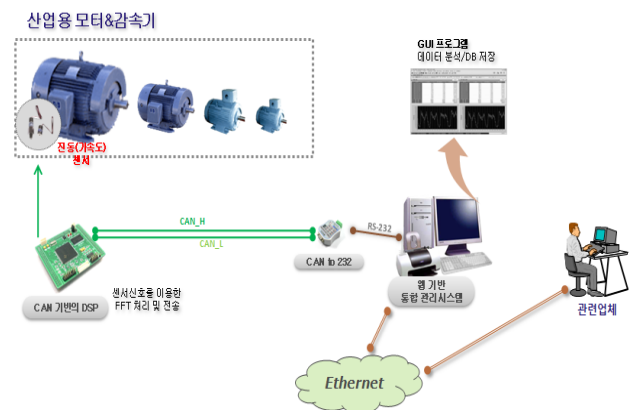 산업용 모터&감속기
GUI 프로그램
데이터 분석/DB 저장
진동(가속도)
센서
CAN_H
CAN_L
RS-232
CAN to 232
CAN 기반의 DSP
센서신호를 이용한
FFT 처리 및 전송
웹 기반
통합 관리시스템
관련업체
Ethernet